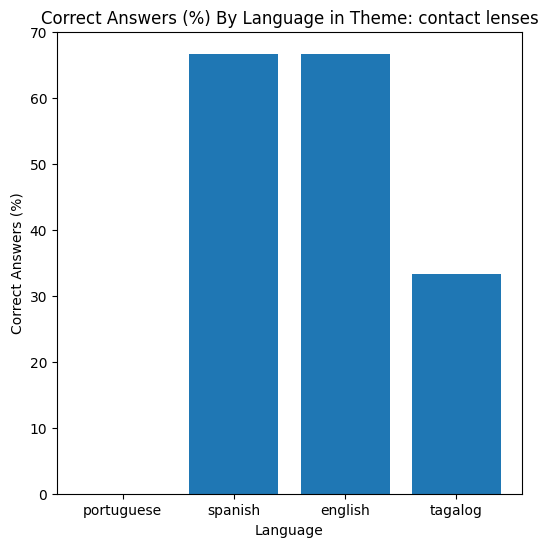 Correct Answers (%) By Language in Theme: contact lenses
70
60
50
40
30
20
10
0
Correct Answers (%)
portuguese spanish english tagalog
Language